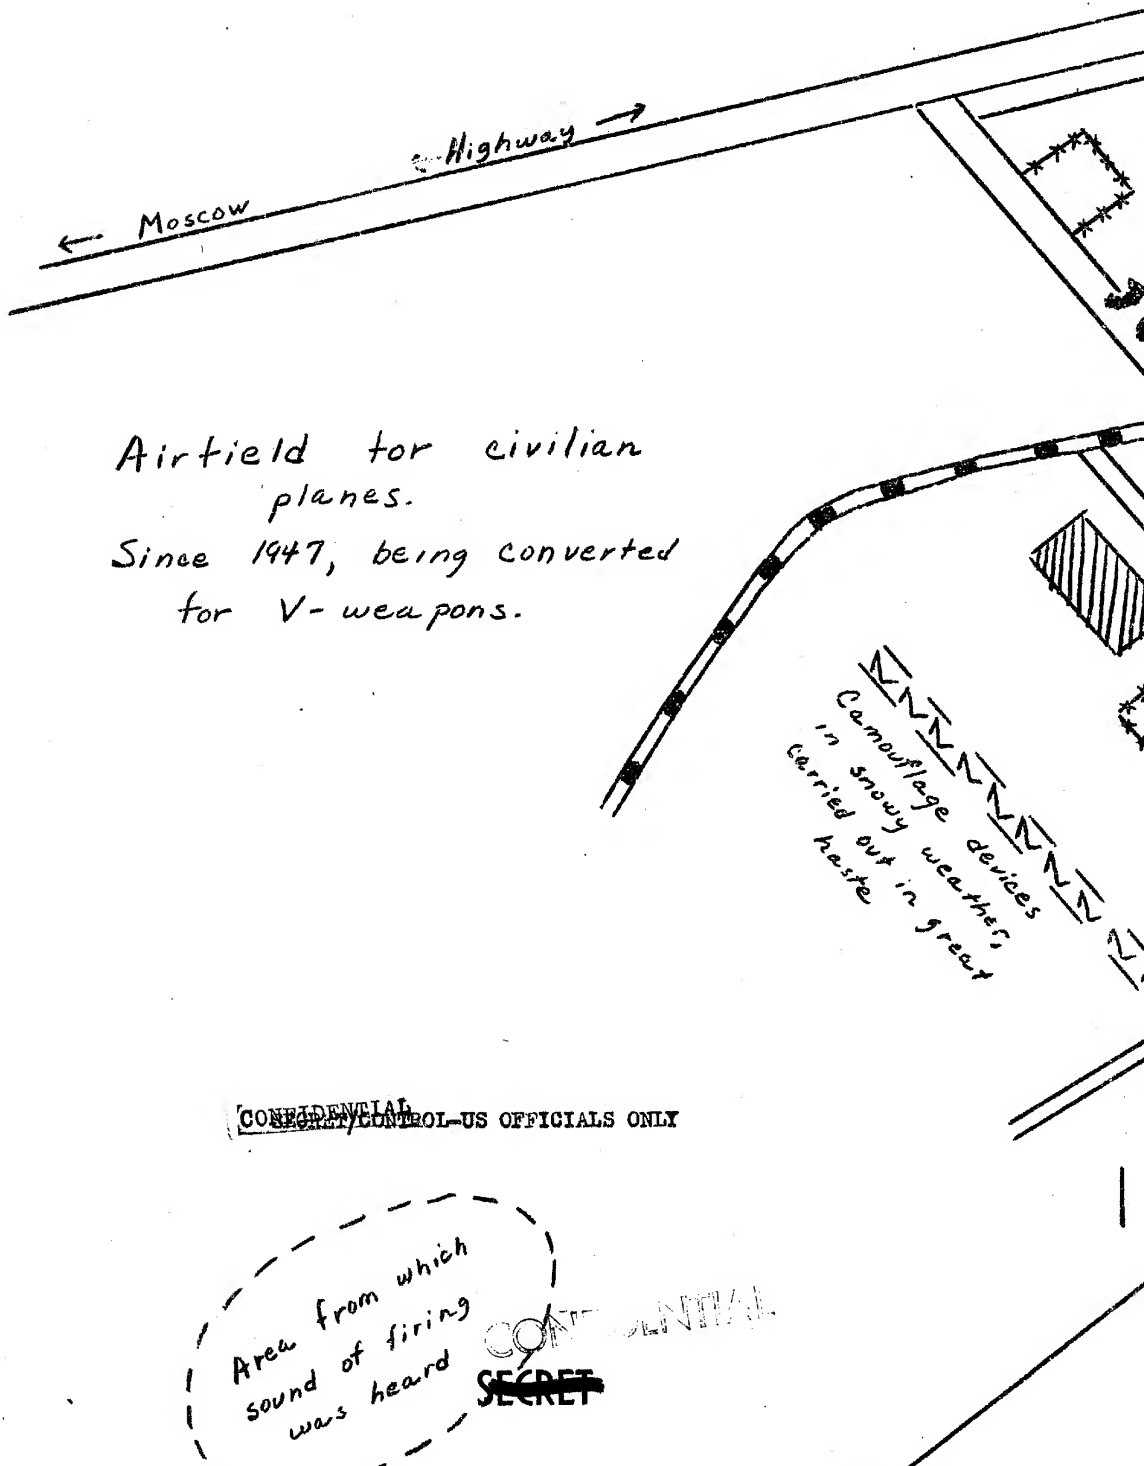 Highway →
← Moscow
Airfield for civilian
planes.
Since 1947, being converted
for V-weapons.
Camouflage devices
in snowy weather,
carried out in great
haste
CONFIDENTIAL
SECRET/CONTROL-US OFFICIALS ONLY
Area from which
sound of firing
was heard
CONFIDENTIAL
SECRET